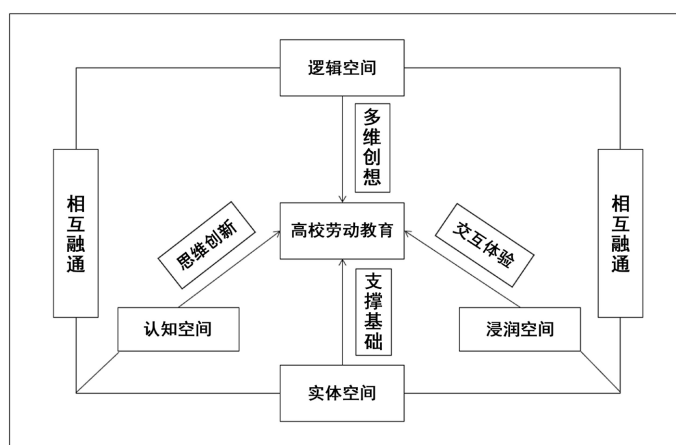 逻辑空间
多维创想
相互融通
相互融通
思维创新
高校劳动教育
交互体验
支撑基础
认知空间
浸润空间
实体空间